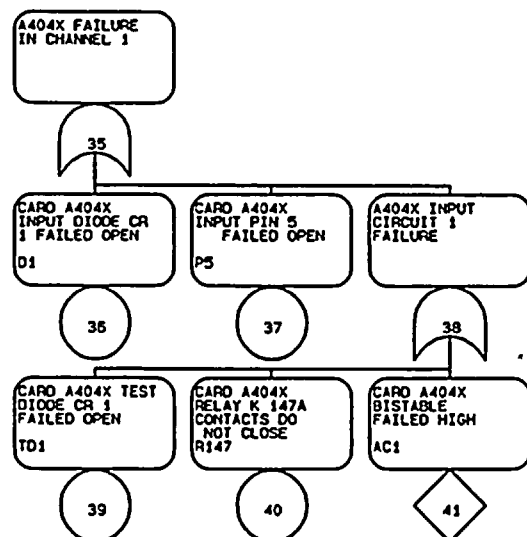 A404X FAILURE
IN CHANNEL 1
35
CARD A404X
INPUT DIODE CR
1 FAILED OPEN
D1
CARD A404X
INPUT PIN 5
FAILED OPEN
P5
A404X INPUT
CIRCUIT 1
FAILURE
36
37
38
CARD A404X TEST
DIODE CR 1
FAILED OPEN
TD1
CARD A404X
RELAY K 147A
CONTACTS DO
NOT CLOSE
R147
CARD A404X
BISTABLE
FAILED HIGH
AC1
39
40
41